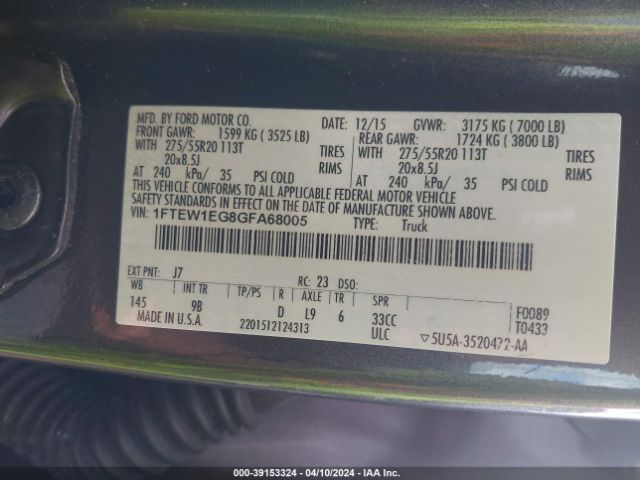 MFD. BY FORD MOTOR CO. DATE: 12/15 GVWR: 3175 KG ( 7000 LB)
FRONT GAWR: 1599 KG ( 3525 LB) REAR GAWR: 1724 KG ( 3800 LB)
WITH 275/55R20 113T TIRES WITH 275/55R20 113T TIRES
20x8.5J RIMS 20x8.5J RIMS
AT 240 kPa/ 35 PSI COLD AT 240 kPa/ 35 PSI COLD
THIS VEHICLE CONFORMS TO ALL APPLICABLE FEDERAL MOTOR VEHICLE
SAFETY STANDARDS IN EFFECT ON THE DATE OF MANUFACTURE SHOWN ABOVE.
VIN: 1FTEW1EG8GFA68005 TYPE: Truck
EXT PNT: J7 RC: 23 DSO:
WB INT TR TP/PS R AXLE TR SPR
145 9B D L9 6 33CC F0089
MADE IN U.S.A. 2201512124313 ULC T0433
▽5U5A-3520472-AA
000-39153324 - 04/10/2024 - IAA Inc.